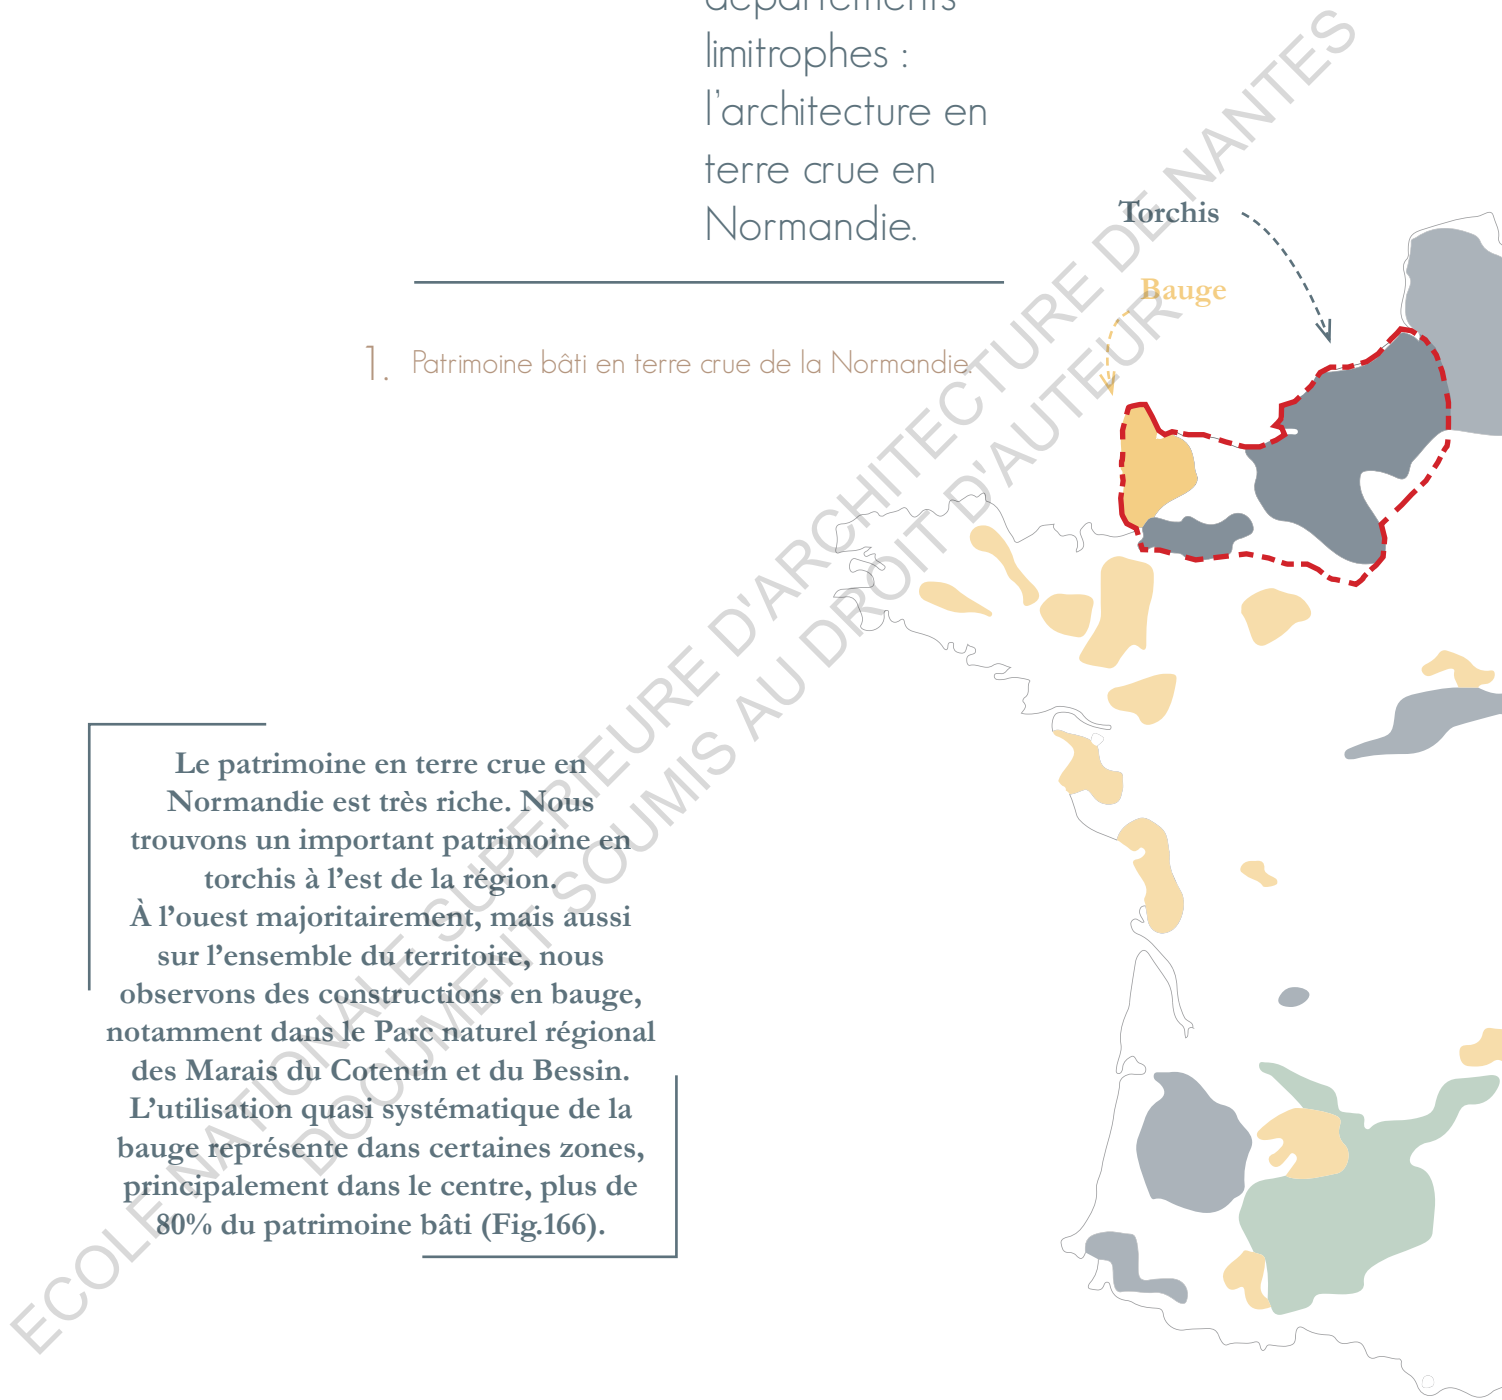 départements
limitrophes :
l'architecture en
terre crue en
Normandie.
1. Patrimoine bâti en terre crue de la Normandie.
Torchis
Bauge
Le patrimoine en terre crue en
Normandie est très riche. Nous
trouvons un important patrimoine en
torchis à l'est de la région.
À l'ouest majoritairement, mais aussi
sur l'ensemble du territoire, nous
observons des constructions en bauge,
notamment dans le Parc naturel régional
des Marais du Cotentin et du Bessin.
L'utilisation quasi systématique de la
bauge représente dans certaines zones,
principalement dans le centre, plus de
80% du patrimoine bâti (Fig.166).
ECOLE NATIONALE SUPERIEURE D'ARCHITECTURE DE NANTES
DOCUMENT SOUMIS AU DROIT D'AUTEUR